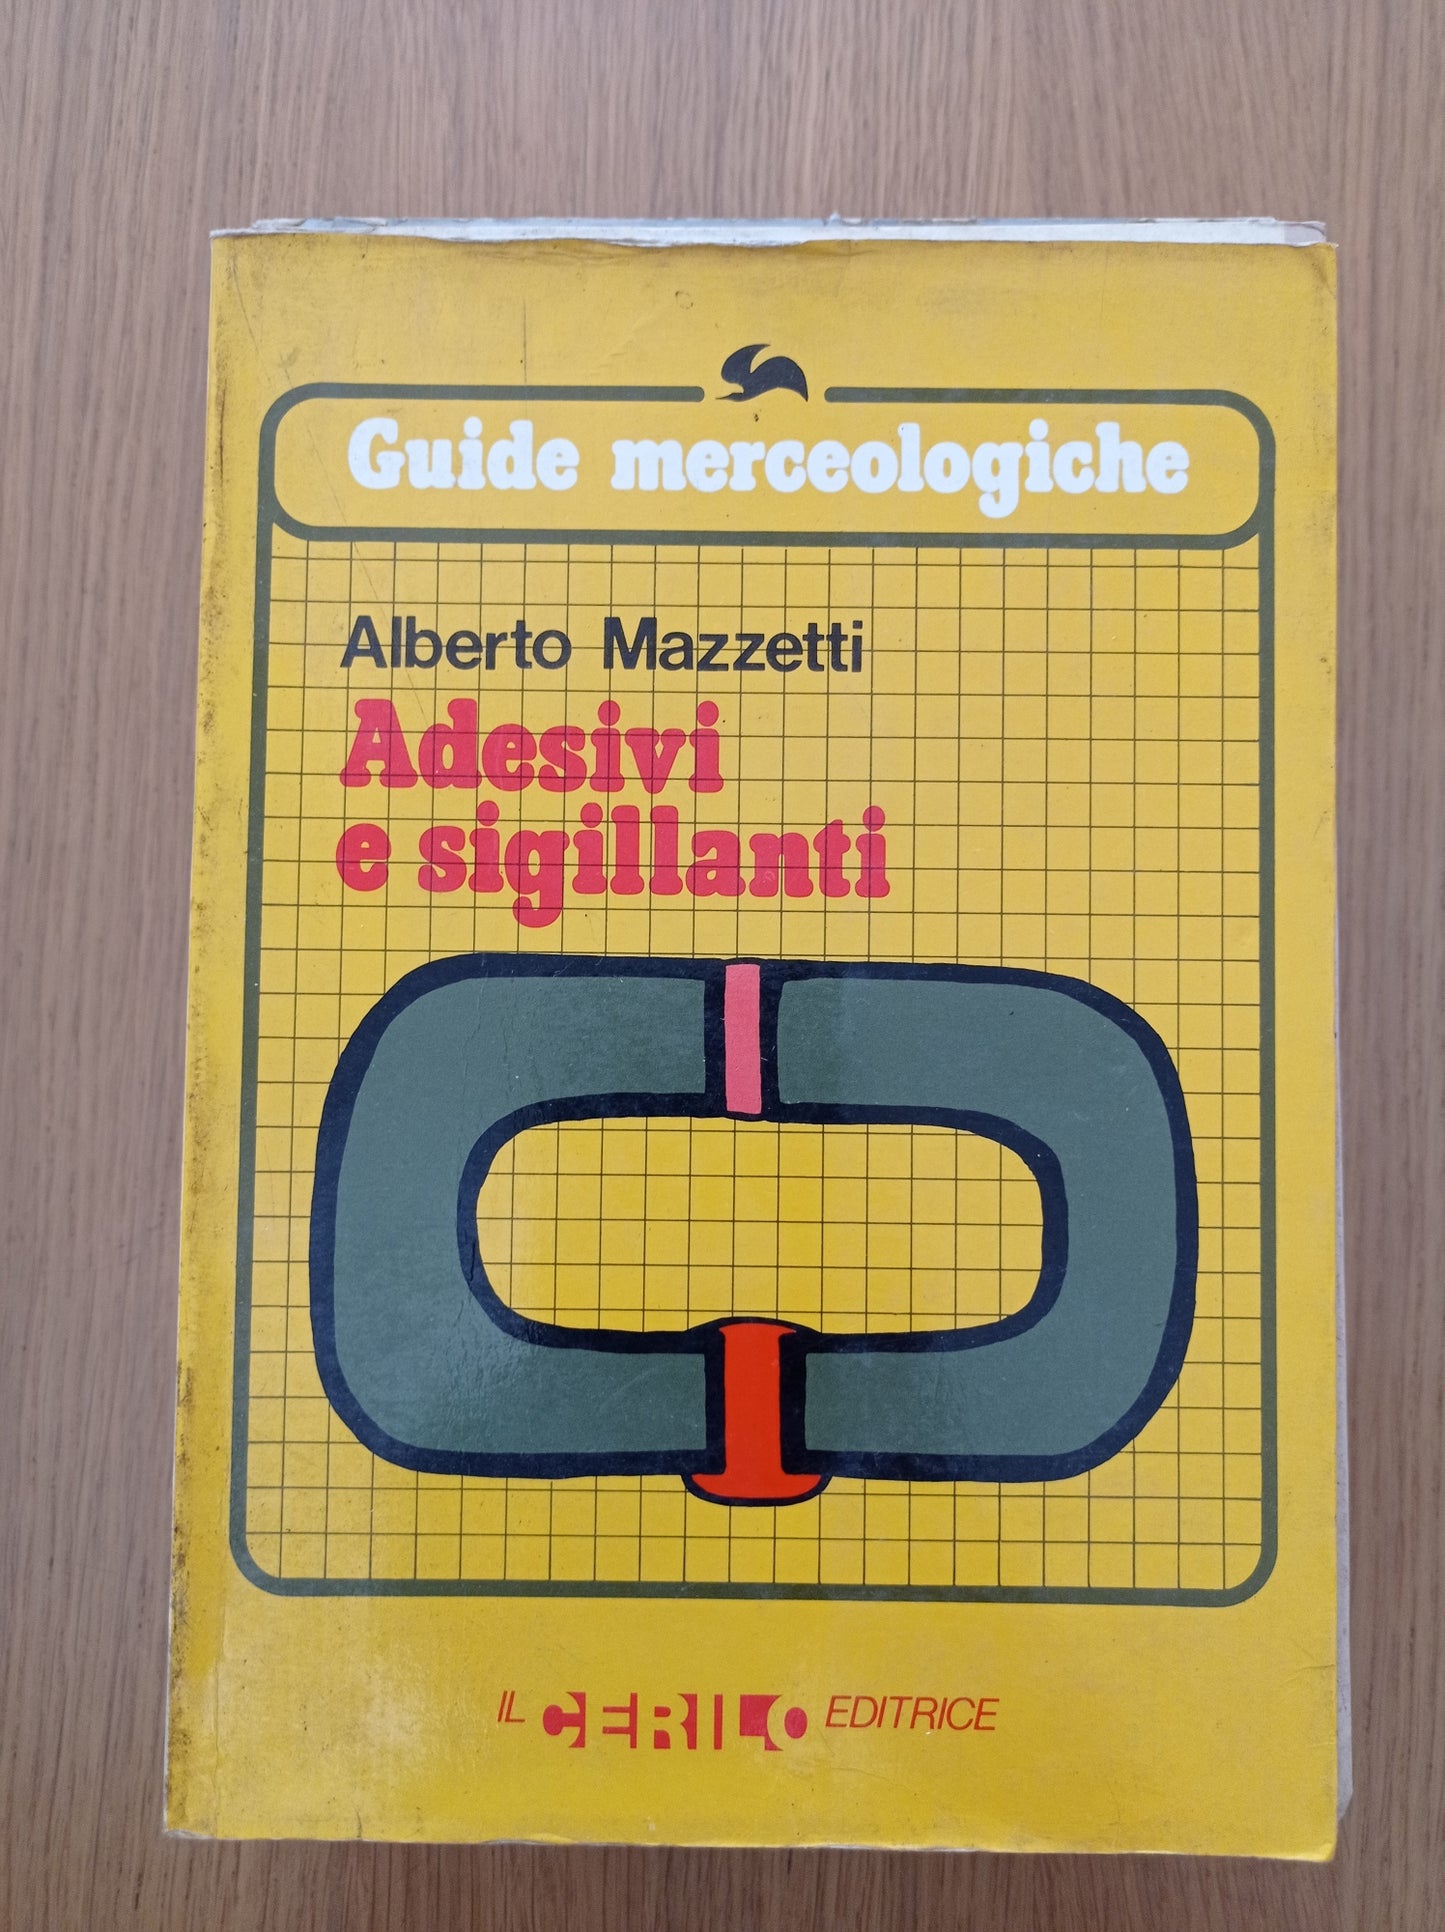 Guide merceologiche
Alberto Mazzetti
Adesivi
e sigillanti
IL CERILO EDITRICE